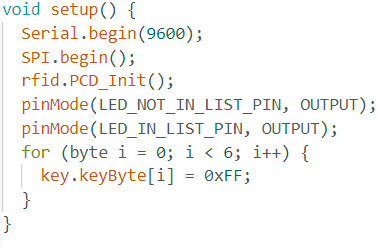 void setup() {
  Serial.begin(9600);
  SPI.begin();
  rfid.PCD_Init();
  pinMode(LED_NOT_IN_LIST_PIN, OUTPUT);
  pinMode(LED_IN_LIST_PIN, OUTPUT);
  for (byte i = 0; i < 6; i++) {
    key.keyByte[i] = 0xFF;
  }
}